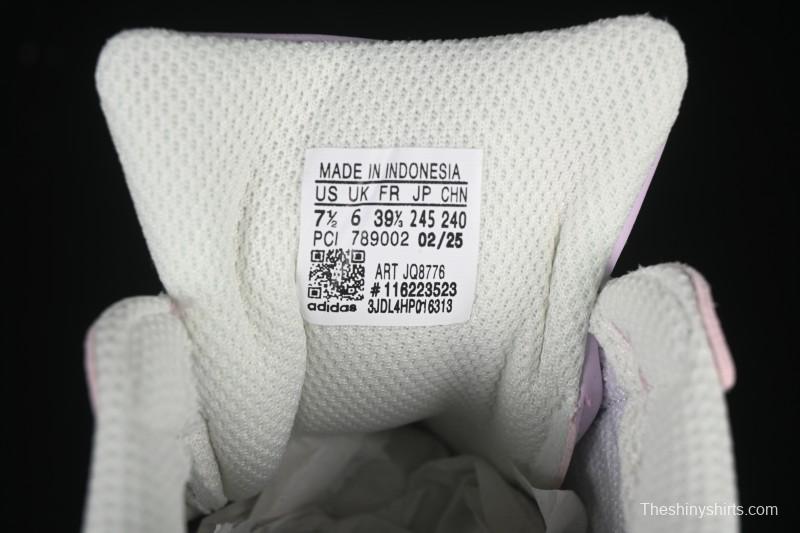 MADE IN INDONESIA
US UK FR JP CHN
7½ 6 39⅓ 245 240
PCI 789002 02/25
ART JQ8776
# 116223523
adidas 3JDL4HP016313
Theshinyshirts.com